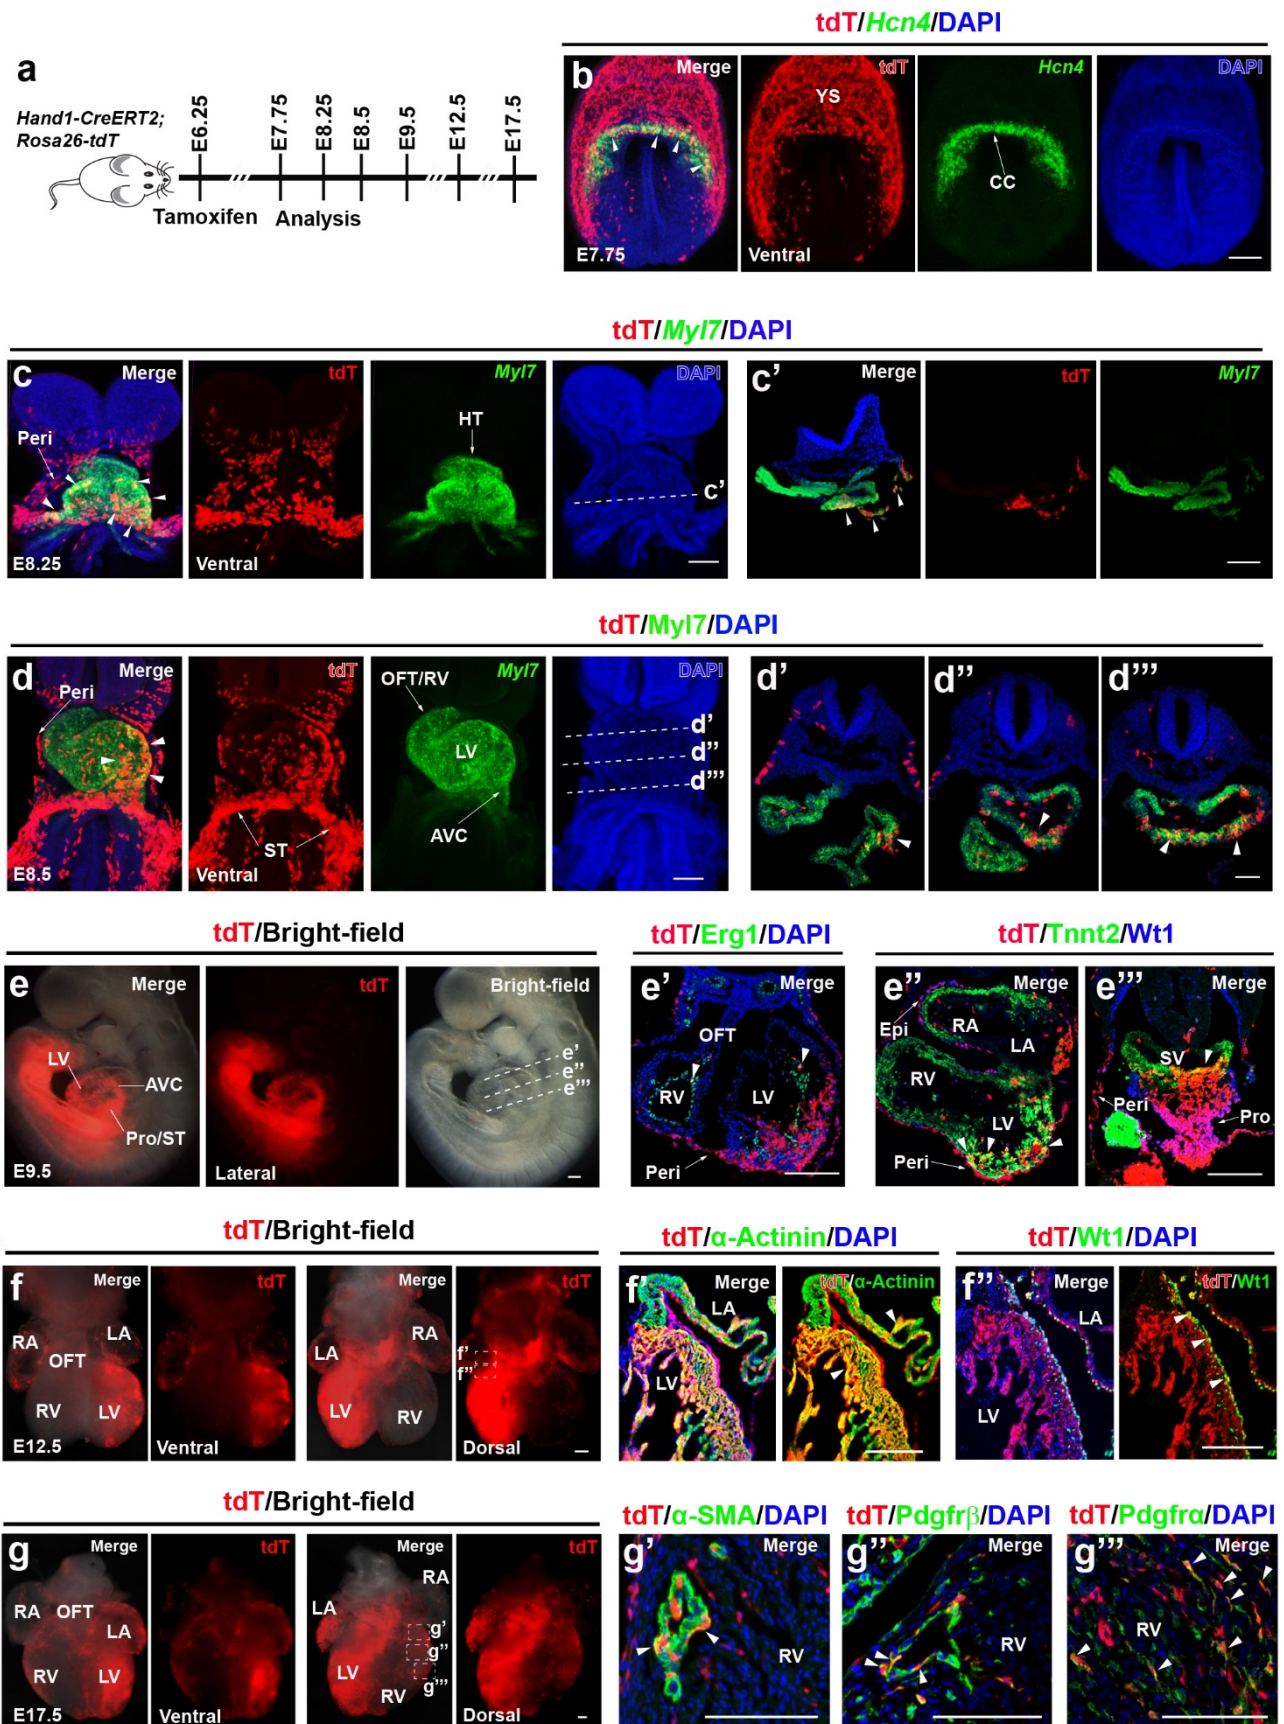 tdT/Hcn4/DAPI
a
Hand1-CreERT2;
Rosa26-tdT
E6.25
E7.75
E8.25
E8.5
E9.5
E12.5
E17.5
Tamoxifen
Analysis
b
Merge
tdT
Hcn4
DAPI
YS
CC
E7.75
Ventral
tdT/Myl7/DAPI
c
Merge
tdT
Myl7
DAPI
c'
Merge
tdT
Myl7
Peri
HT
c'
E8.25
Ventral
tdT/Myl7/DAPI
d
Merge
tdT
Myl7
DAPI
d'
d''
d'''
Peri
OFT/RV
LV
d'
d''
d'''
AVC
ST
E8.5
Ventral
tdT/Bright-field
tdT/Erg1/DAPI
tdT/Tnnt2/Wt1
e
Merge
tdT
Bright-field
e'
Merge
e''
Merge
e'''
Merge
LV
AVC
Pro/ST
E9.5
Lateral
e'
e''
e'''
OFT
RV
LV
Peri
Epi
RA
LA
RV
LV
Peri
SV
Peri
Pro
tdT/Bright-field
tdT/α-Actinin/DAPI
tdT/Wt1/DAPI
f
Merge
tdT
Merge
tdT
f'
Merge
tdT/α-Actinin
f''
Merge
tdT/Wt1
RA
LA
OFT
RV
LV
E12.5
Ventral
RA
LA
LV
RV
f'
f''
Dorsal
LA
LV
LA
LV
tdT/Bright-field
tdT/α-SMA/DAPI
tdT/Pdgfrβ/DAPI
tdT/Pdgfrα/DAPI
g
Merge
tdT
Merge
tdT
g'
Merge
g''
Merge
g'''
Merge
RA
OFT
LA
RV
LV
E17.5
Ventral
RA
LA
LV
RV
g'
g''
g'''
Dorsal
RV
RV
RV